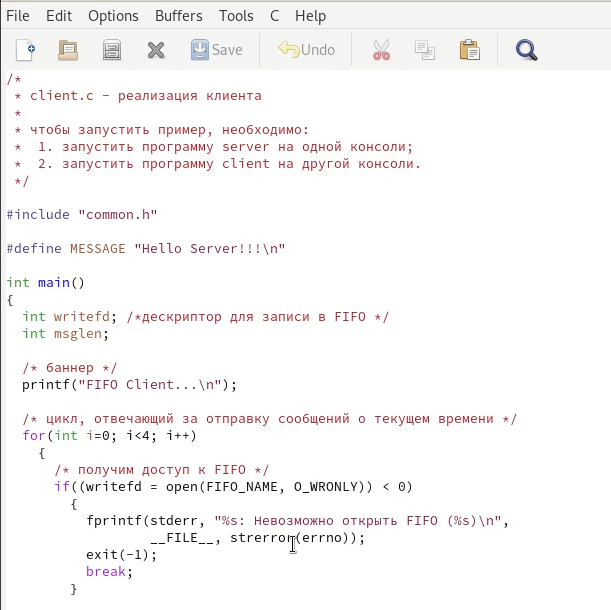 File Edit Options Buffers Tools C Help
Save Undo
/*
 * client.c - реализация клиента
 *
 * чтобы запустить пример, необходимо:
 *  1. запустить программу server на одной консоли;
 *  2. запустить программу client на другой консоли.
 */
#include "common.h"
#define MESSAGE "Hello Server!!!\n"
int main()
{
  int writefd; /*дескриптор для записи в FIFO */
  int msglen;
  /* баннер */
  printf("FIFO Client...\n");
  /* цикл, отвечающий за отправку сообщений о текущем времени */
  for(int i=0; i<4; i++)
    {
      /* получим доступ к FIFO */
      if((writefd = open(FIFO_NAME, O_WRONLY)) < 0)
        {
          fprintf(stderr, "%s: Невозможно открыть FIFO (%s)\n",
                  __FILE__, strerror(errno));
          exit(-1);
          break;
        }